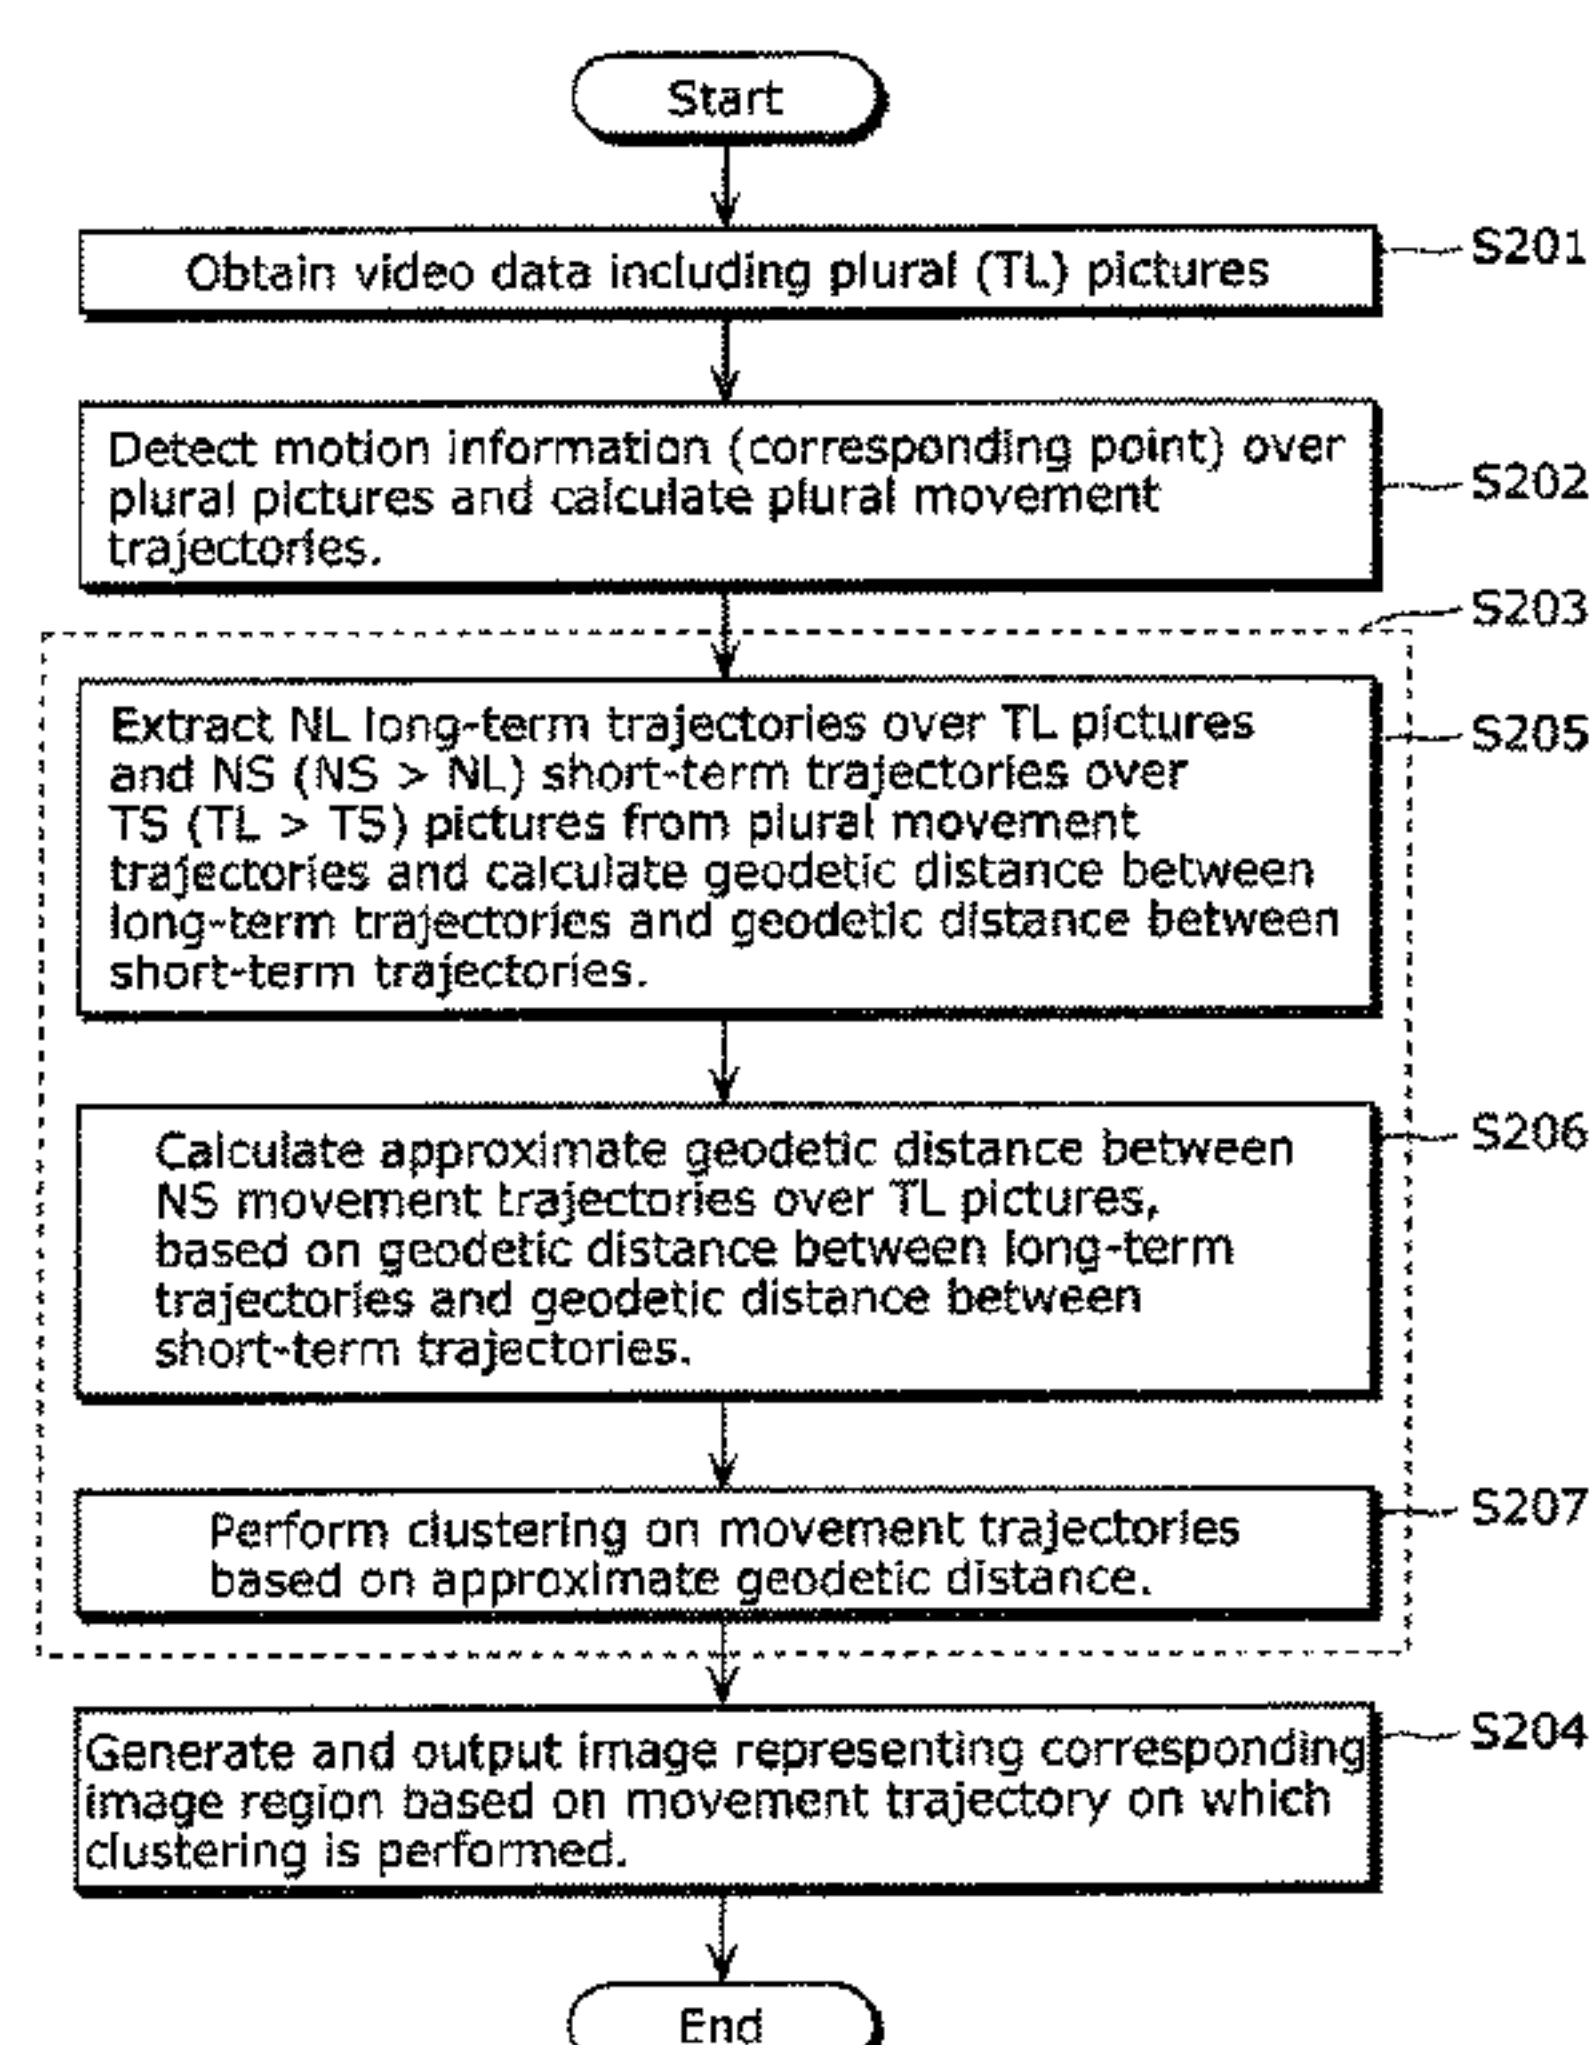 Start
Obtain video data including plural (TL) pictures
S201
Detect motion information (corresponding point) over
plural pictures and calculate plural movement
trajectories.
S202
S203
Extract NL long-term trajectories over TL pictures
and NS (NS > NL) short-term trajectories over
TS (TL > TS) pictures from plural movement
trajectories and calculate geodetic distance between
long-term trajectories and geodetic distance between
short-term trajectories.
S205
Calculate approximate geodetic distance between
NS movement trajectories over TL pictures,
based on geodetic distance between long-term
trajectories and geodetic distance between
short-term trajectories.
S206
Perform clustering on movement trajectories
based on approximate geodetic distance.
S207
Generate and output image representing corresponding
image region based on movement trajectory on which
clustering is performed.
S204
End